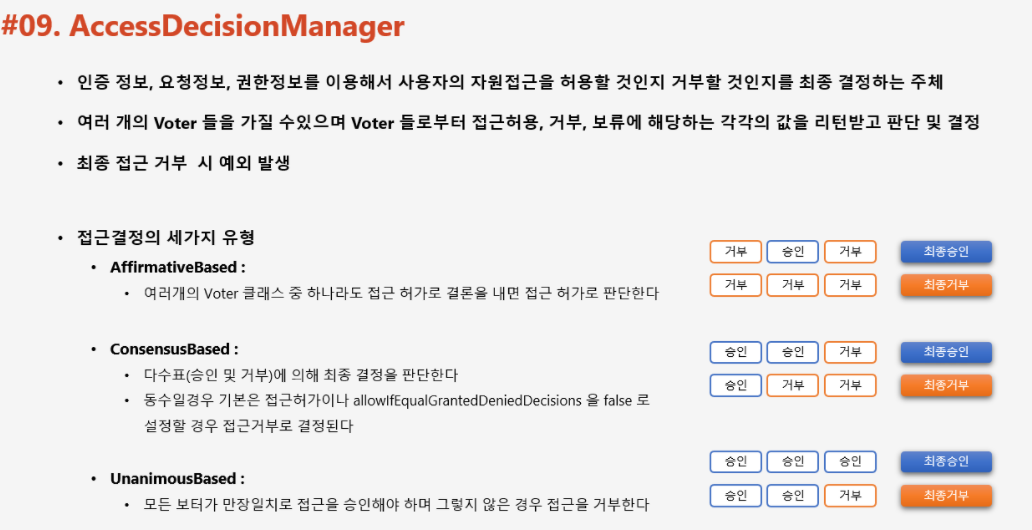 #09. AccessDecisionManager
• 인증 정보, 요청정보, 권한정보를 이용해서 사용자의 자원접근을 허용할 것인지 거부할 것인지를 최종 결정하는 주체
• 여러 개의 Voter 들을 가질 수있으며 Voter 들로부터 접근허용, 거부, 보류에 해당하는 각각의 값을 리턴받고 판단 및 결정
• 최종 접근 거부 시 예외 발생
• 접근결정의 세가지 유형
• AffirmativeBased :
• 여러개의 Voter 클래스 중 하나라도 접근 허가로 결론을 내면 접근 허가로 판단한다
거부 승인 거부 최종승인
거부 거부 거부 최종거부
• ConsensusBased :
• 다수표(승인 및 거부)에 의해 최종 결정을 판단한다
• 동수일경우 기본은 접근허가이나 allowIfEqualGrantedDeniedDecisions 을 false 로
설정할 경우 접근거부로 결정된다
승인 승인 거부 최종승인
승인 거부 거부 최종거부
• UnanimousBased :
• 모든 보터가 만장일치로 접근을 승인해야 하며 그렇지 않은 경우 접근을 거부한다
승인 승인 승인 최종승인
승인 승인 거부 최종거부